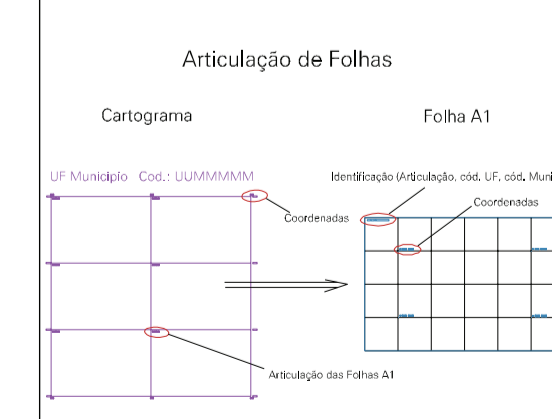 Articulação de Folhas
Cartograma
Folha A1
UF Município Cod.: UUMMMMM
Identificação (Articulação, cód. UF, cód. Muni
Coordenadas
Coordenadas
Articulação das Folhas A1